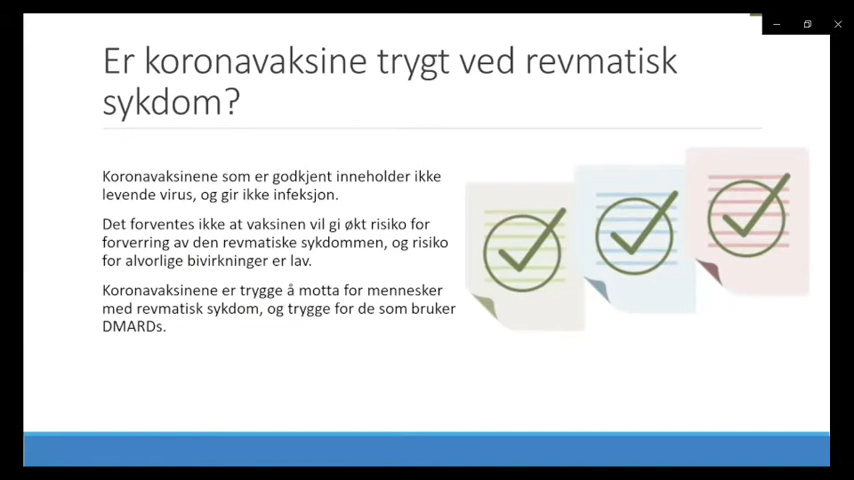 Er koronavaksine trygt ved revmatisk
sykdom?
Koronavaksinene som er godkjent inneholder ikke
levende virus, og gir ikke infeksjon.
Det forventes ikke at vaksinen vil gi økt risiko for
forverring av den revmatiske sykdommen, og risiko
for alvorlige bivirkninger er lav.
Koronavaksinene er trygge å motta for mennesker
med revmatisk sykdom, og trygge for de som bruker
DMARDs.